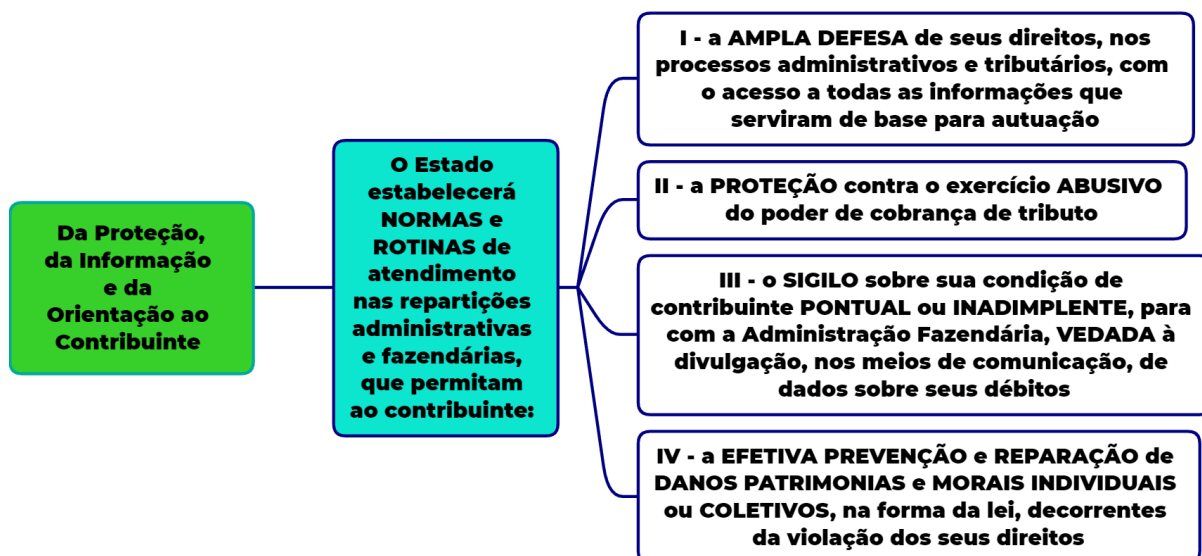 Da Proteção,
da Informação
e da
Orientação ao
Contribuinte
O Estado
estabelecerá
NORMAS e
ROTINAS de
atendimento
nas repartições
administrativas
e fazendárias,
que permitam
ao contribuinte:
I - a AMPLA DEFESA de seus direitos, nos
processos administrativos e tributários, com
o acesso a todas as informações que
serviram de base para autuação
II - a PROTEÇÃO contra o exercício ABUSIVO
do poder de cobrança de tributo
III - o SIGILO sobre sua condição de
contribuinte PONTUAL ou INADIMPLENTE, para
com a Administração Fazendária, VEDADA à
divulgação, nos meios de comunicação, de
dados sobre seus débitos
IV - a EFETIVA PREVENÇÃO e REPARAÇÃO de
DANOS PATRIMONIAS e MORAIS INDIVIDUAIS
ou COLETIVOS, na forma da lei, decorrentes
da violação dos seus direitos